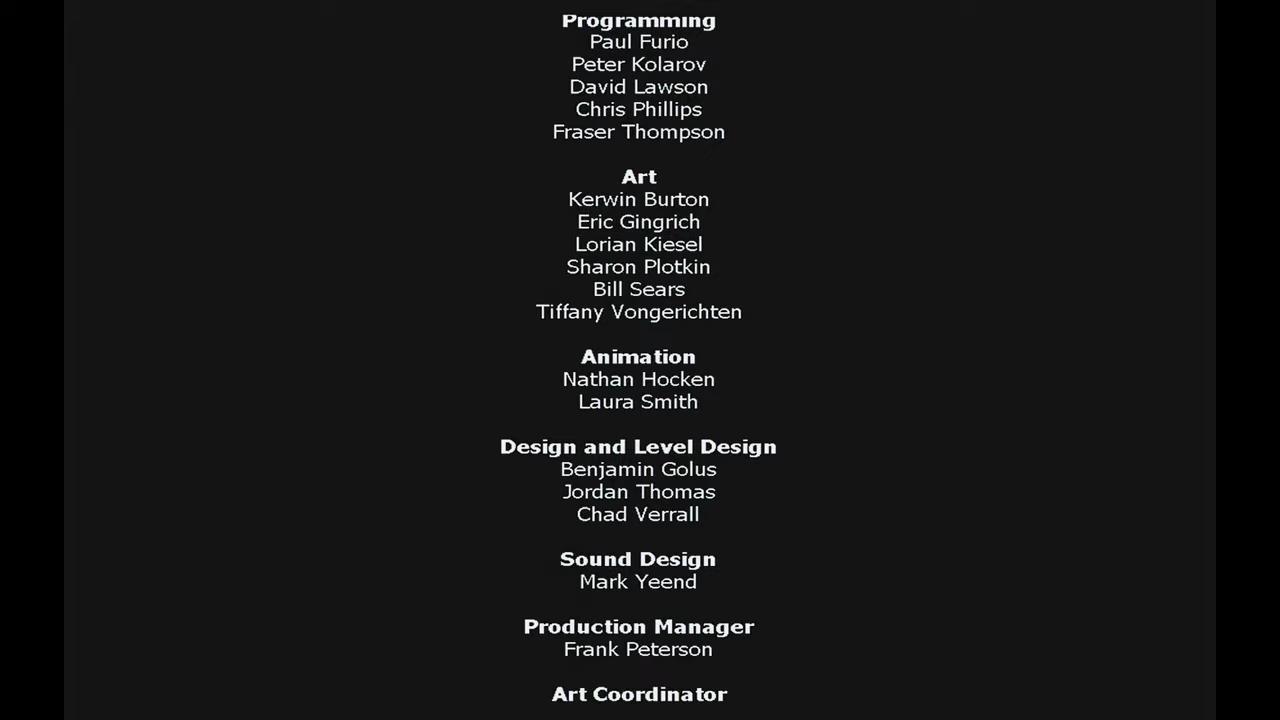 Programming
Paul Furio
Peter Kolarov
David Lawson
Chris Phillips
Fraser Thompson
Art
Kerwin Burton
Eric Gingrich
Lorian Kiesel
Sharon Plotkin
Bill Sears
Tiffany Vongerichten
Animation
Nathan Hocken
Laura Smith
Design and Level Design
Benjamin Golus
Jordan Thomas
Chad Verrall
Sound Design
Mark Yeend
Production Manager
Frank Peterson
Art Coordinator